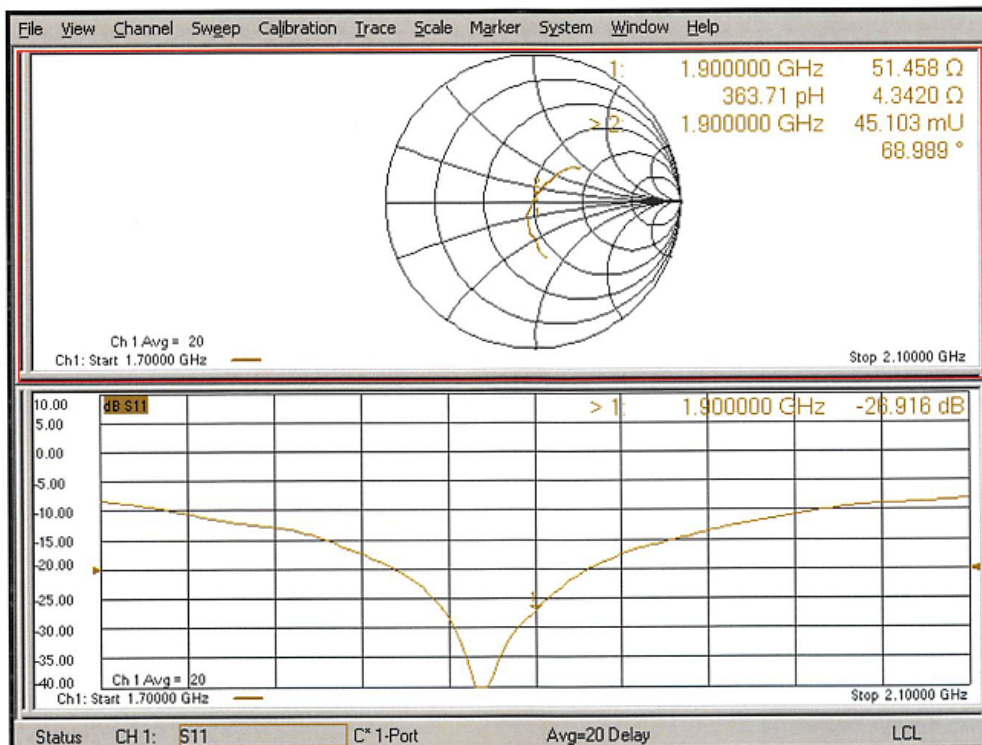 File View Channel Sweep Calibration Trace Scale Marker System Window Help
1: 1.900000 GHz 51.458 Ω
363.71 pH 4.3420 Ω
> 2: 1.900000 GHz 45.103 mU
68.989 °
Ch 1 Avg = 20
Ch1: Start 1.70000 GHz Stop 2.10000 GHz
10.00 dB S11 > 1: 1.900000 GHz -26.916 dB
5.00
0.00
-5.00
-10.00
-15.00
-20.00
-25.00
1
-30.00
-35.00
-40.00 Ch 1 Avg = 20
Ch1: Start 1.70000 GHz Stop 2.10000 GHz
Status CH 1: S11 C* 1-Port Avg=20 Delay LCL